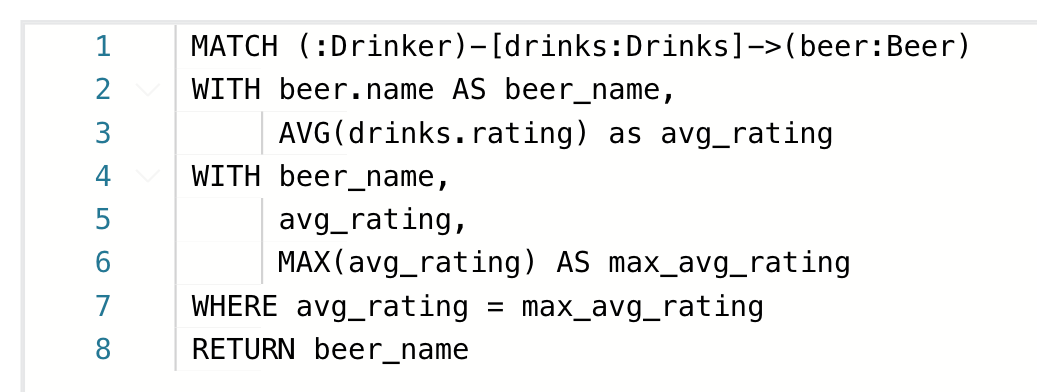 1 MATCH (:Drinker)-[drinks:Drinks]->(beer:Beer)
2 WITH beer.name AS beer_name,
3 AVG(drinks.rating) as avg_rating
4 WITH beer_name,
5 avg_rating,
6 MAX(avg_rating) AS max_avg_rating
7 WHERE avg_rating = max_avg_rating
8 RETURN beer_name